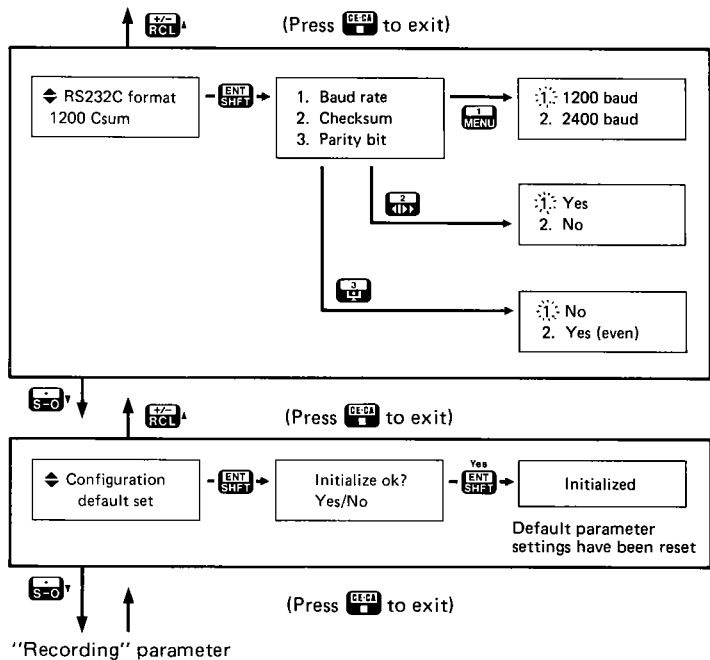 +/-
RCL
(Press CE·CA to exit)
RS232C format
1200 Csum
ENT
SHFT
1. Baud rate
2. Checksum
3. Parity bit
1
MENU
1. 1200 baud
2. 2400 baud
2
1. Yes
2. No
3
1. No
2. Yes (even)
·
S-O
+/-
RCL
(Press CE·CA to exit)
Configuration
default set
ENT
SHFT
Initialize ok?
Yes/No
Yes
ENT
SHFT
Initialized
Default parameter
settings have been reset
·
S-O
(Press CE·CA to exit)
"Recording" parameter